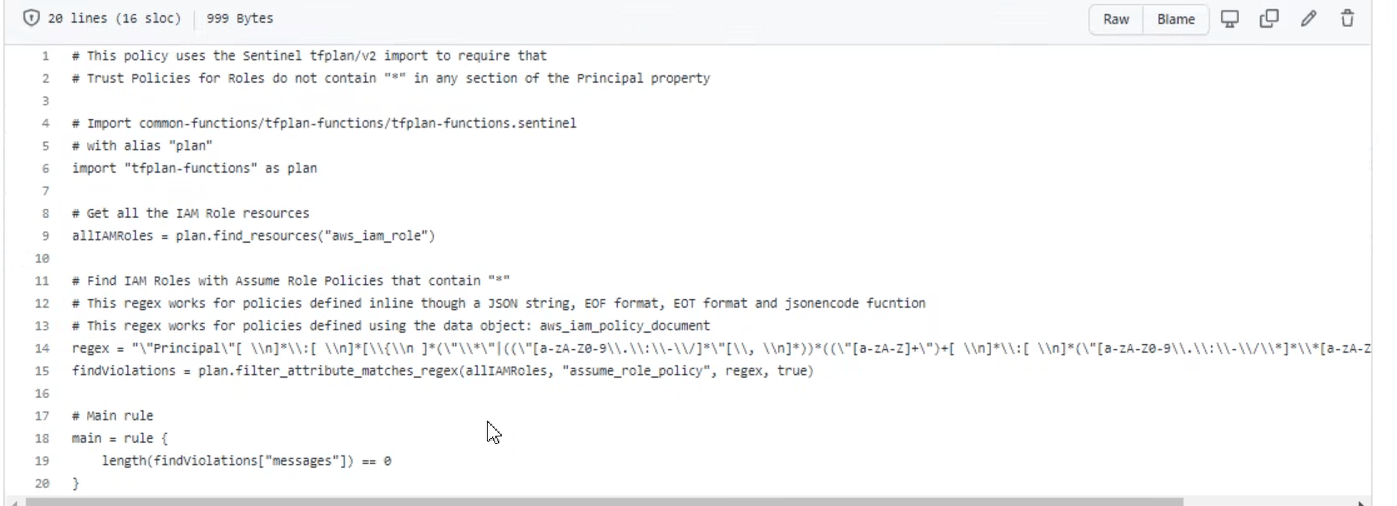 20 lines (16 sloc) 999 Bytes Raw Blame
1 # This policy uses the Sentinel tfplan/v2 import to require that
2 # Trust Policies for Roles do not contain "*" in any section of the Principal property
3
4 # Import common-functions/tfplan-functions/tfplan-functions.sentinel
5 # with alias "plan"
6 import "tfplan-functions" as plan
7
8 # Get all the IAM Role resources
9 allIAMRoles = plan.find_resources("aws_iam_role")
10
11 # Find IAM Roles with Assume Role Policies that contain "*"
12 # This regex works for policies defined inline though a JSON string, EOF format, EOT format and jsonencode fucntion
13 # This regex works for policies defined using the data object: aws_iam_policy_document
14 regex = "\"Principal\"[ \\n]*\\:[ \\n]*[\\{\\n ]*(\"\\*\"|((\"[a-zA-Z0-9\\.\\:\\-\\/]*\"[\\, \\n]*))*((\"[a-zA-Z]+\")+[ \\n]*\\:[ \\n]*(\"[a-zA-Z0-9\\.\\:\\-\\/\\*]*\\*[a-zA-Z
15 findViolations = plan.filter_attribute_matches_regex(allIAMRoles, "assume_role_policy", regex, true)
16
17 # Main rule
18 main = rule {
19     length(findViolations["messages"]) == 0
20 }